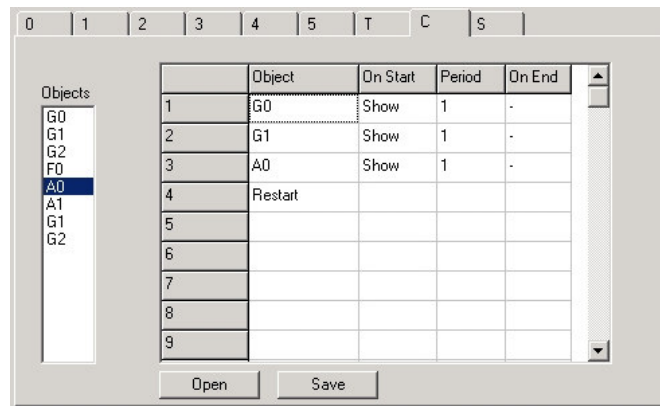 0 1 2 3 4 5 T C S
Objects
G0
G1
G2
F0
A0
A1
G1
G2
Object On Start Period On End
1 G0 Show 1 -
2 G1 Show 1 -
3 A0 Show 1 -
4 Restart
5
6
7
8
9
Open Save